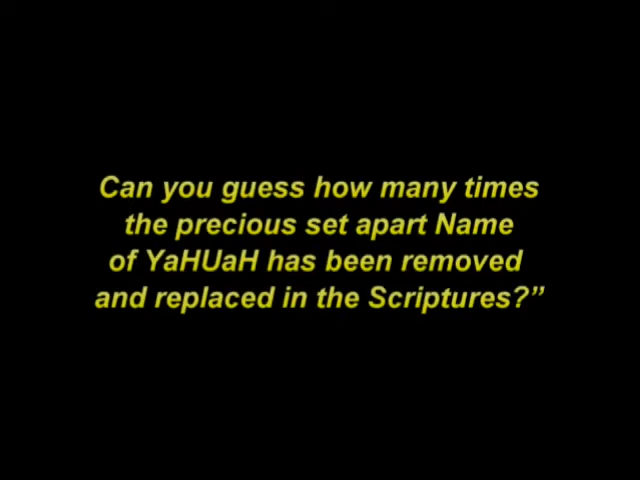 Can you guess how many times
the precious set apart Name
of YaHUaH has been removed
and replaced in the Scriptures?”